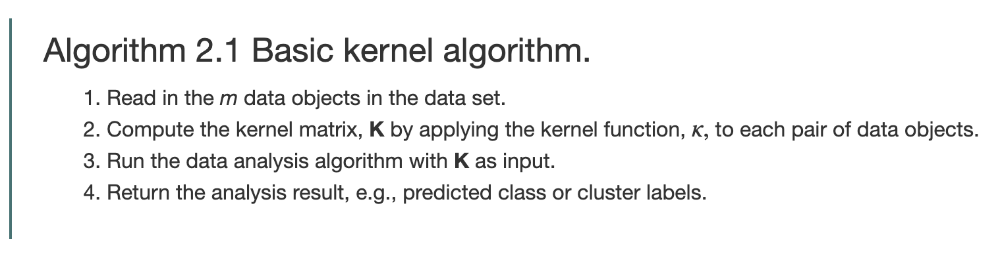 Algorithm 2.1 Basic kernel algorithm.
1. Read in the m data objects in the data set.
2. Compute the kernel matrix, K by applying the kernel function, κ, to each pair of data objects.
3. Run the data analysis algorithm with K as input.
4. Return the analysis result, e.g., predicted class or cluster labels.